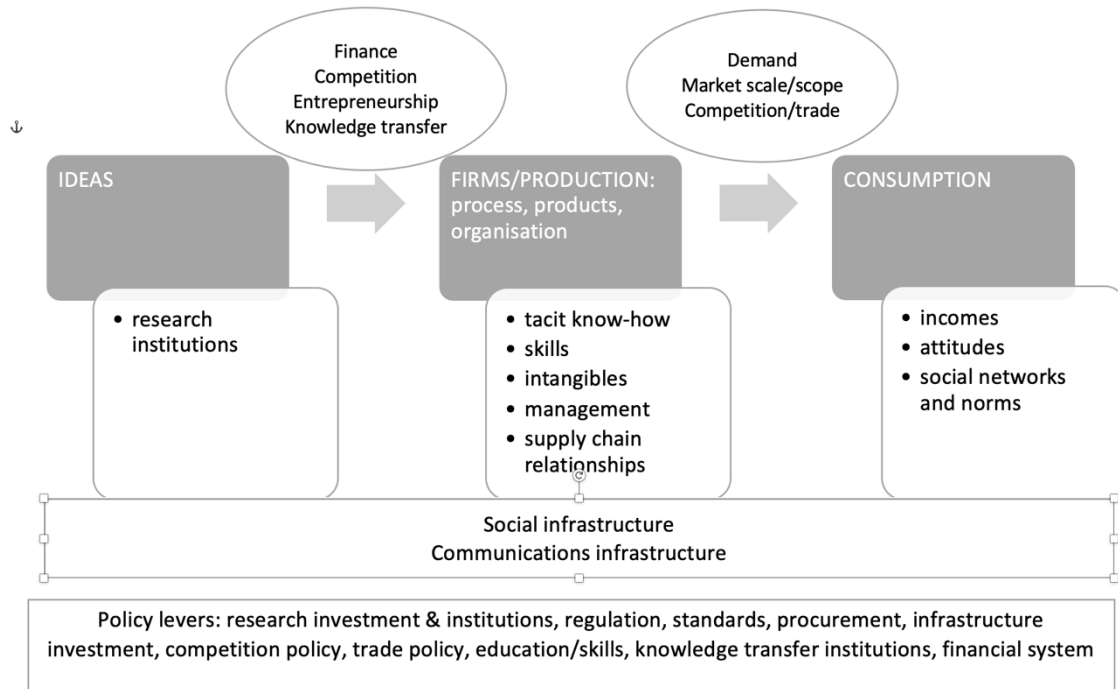 Finance
Competition
Entrepreneurship
Knowledge transfer
Demand
Market scale/scope
Competition/trade
IDEAS
FIRMS/PRODUCTION:
process, products,
organisation
CONSUMPTION
• research
institutions
• tacit know-how
• skills
• intangibles
• management
• supply chain
relationships
• incomes
• attitudes
• social networks
and norms
Social infrastructure
Communications infrastructure
Policy levers: research investment & institutions, regulation, standards, procurement, infrastructure
investment, competition policy, trade policy, education/skills, knowledge transfer institutions, financial system